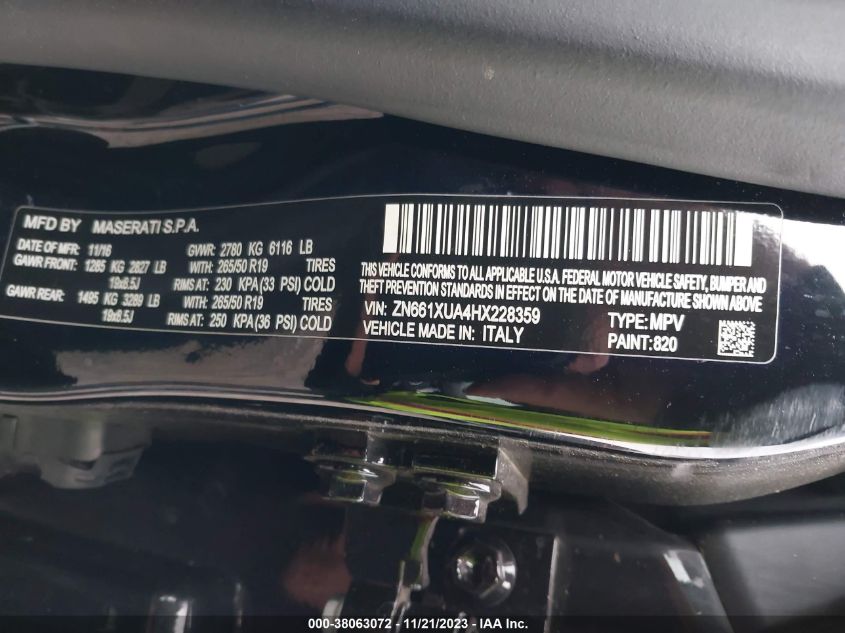 MFD BY MASERATI S.P.A.
DATE OF MFR: 11/16 GVWR: 2780 KG 6116 LB
GAWR FRONT: 1285 KG 2827 LB WITH: 265/50 R19 TIRES
19x8.5J RIMS AT: 230 KPA(33 PSI) COLD
GAWR REAR: 1495 KG 3289 LB WITH: 265/50 R19 TIRES
19x8.5J RIMS AT: 250 KPA(36 PSI) COLD
THIS VEHICLE CONFORMS TO ALL APPLICABLE U.S.A. FEDERAL MOTOR VEHICLE SAFETY, BUMPER AND
THEFT PREVENTION STANDARDS IN EFFECT ON THE DATE OF MANUFACTURE SHOWN ABOVE
VIN: ZN661XUA4HX228359 TYPE: MPV
VEHICLE MADE IN: ITALY PAINT:820
000-38063072 - 11/21/2023 - IAA Inc.